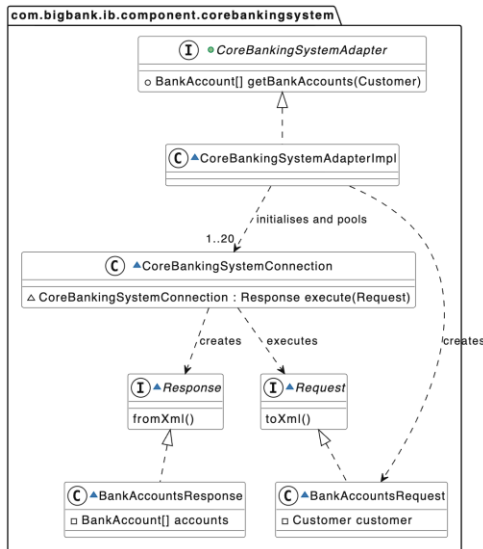 com.bigbank.ib.component.corebankingsystem
I CoreBankingSystemAdapter
BankAccount[] getBankAccounts(Customer)
C CoreBankingSystemAdapterImpl
initialises and pools
1..20
C CoreBankingSystemConnection
CoreBankingSystemConnection : Response execute(Request)
creates
executes
creates
I Response
fromXml()
I Request
toXml()
C BankAccountsResponse
BankAccount[] accounts
C BankAccountsRequest
Customer customer